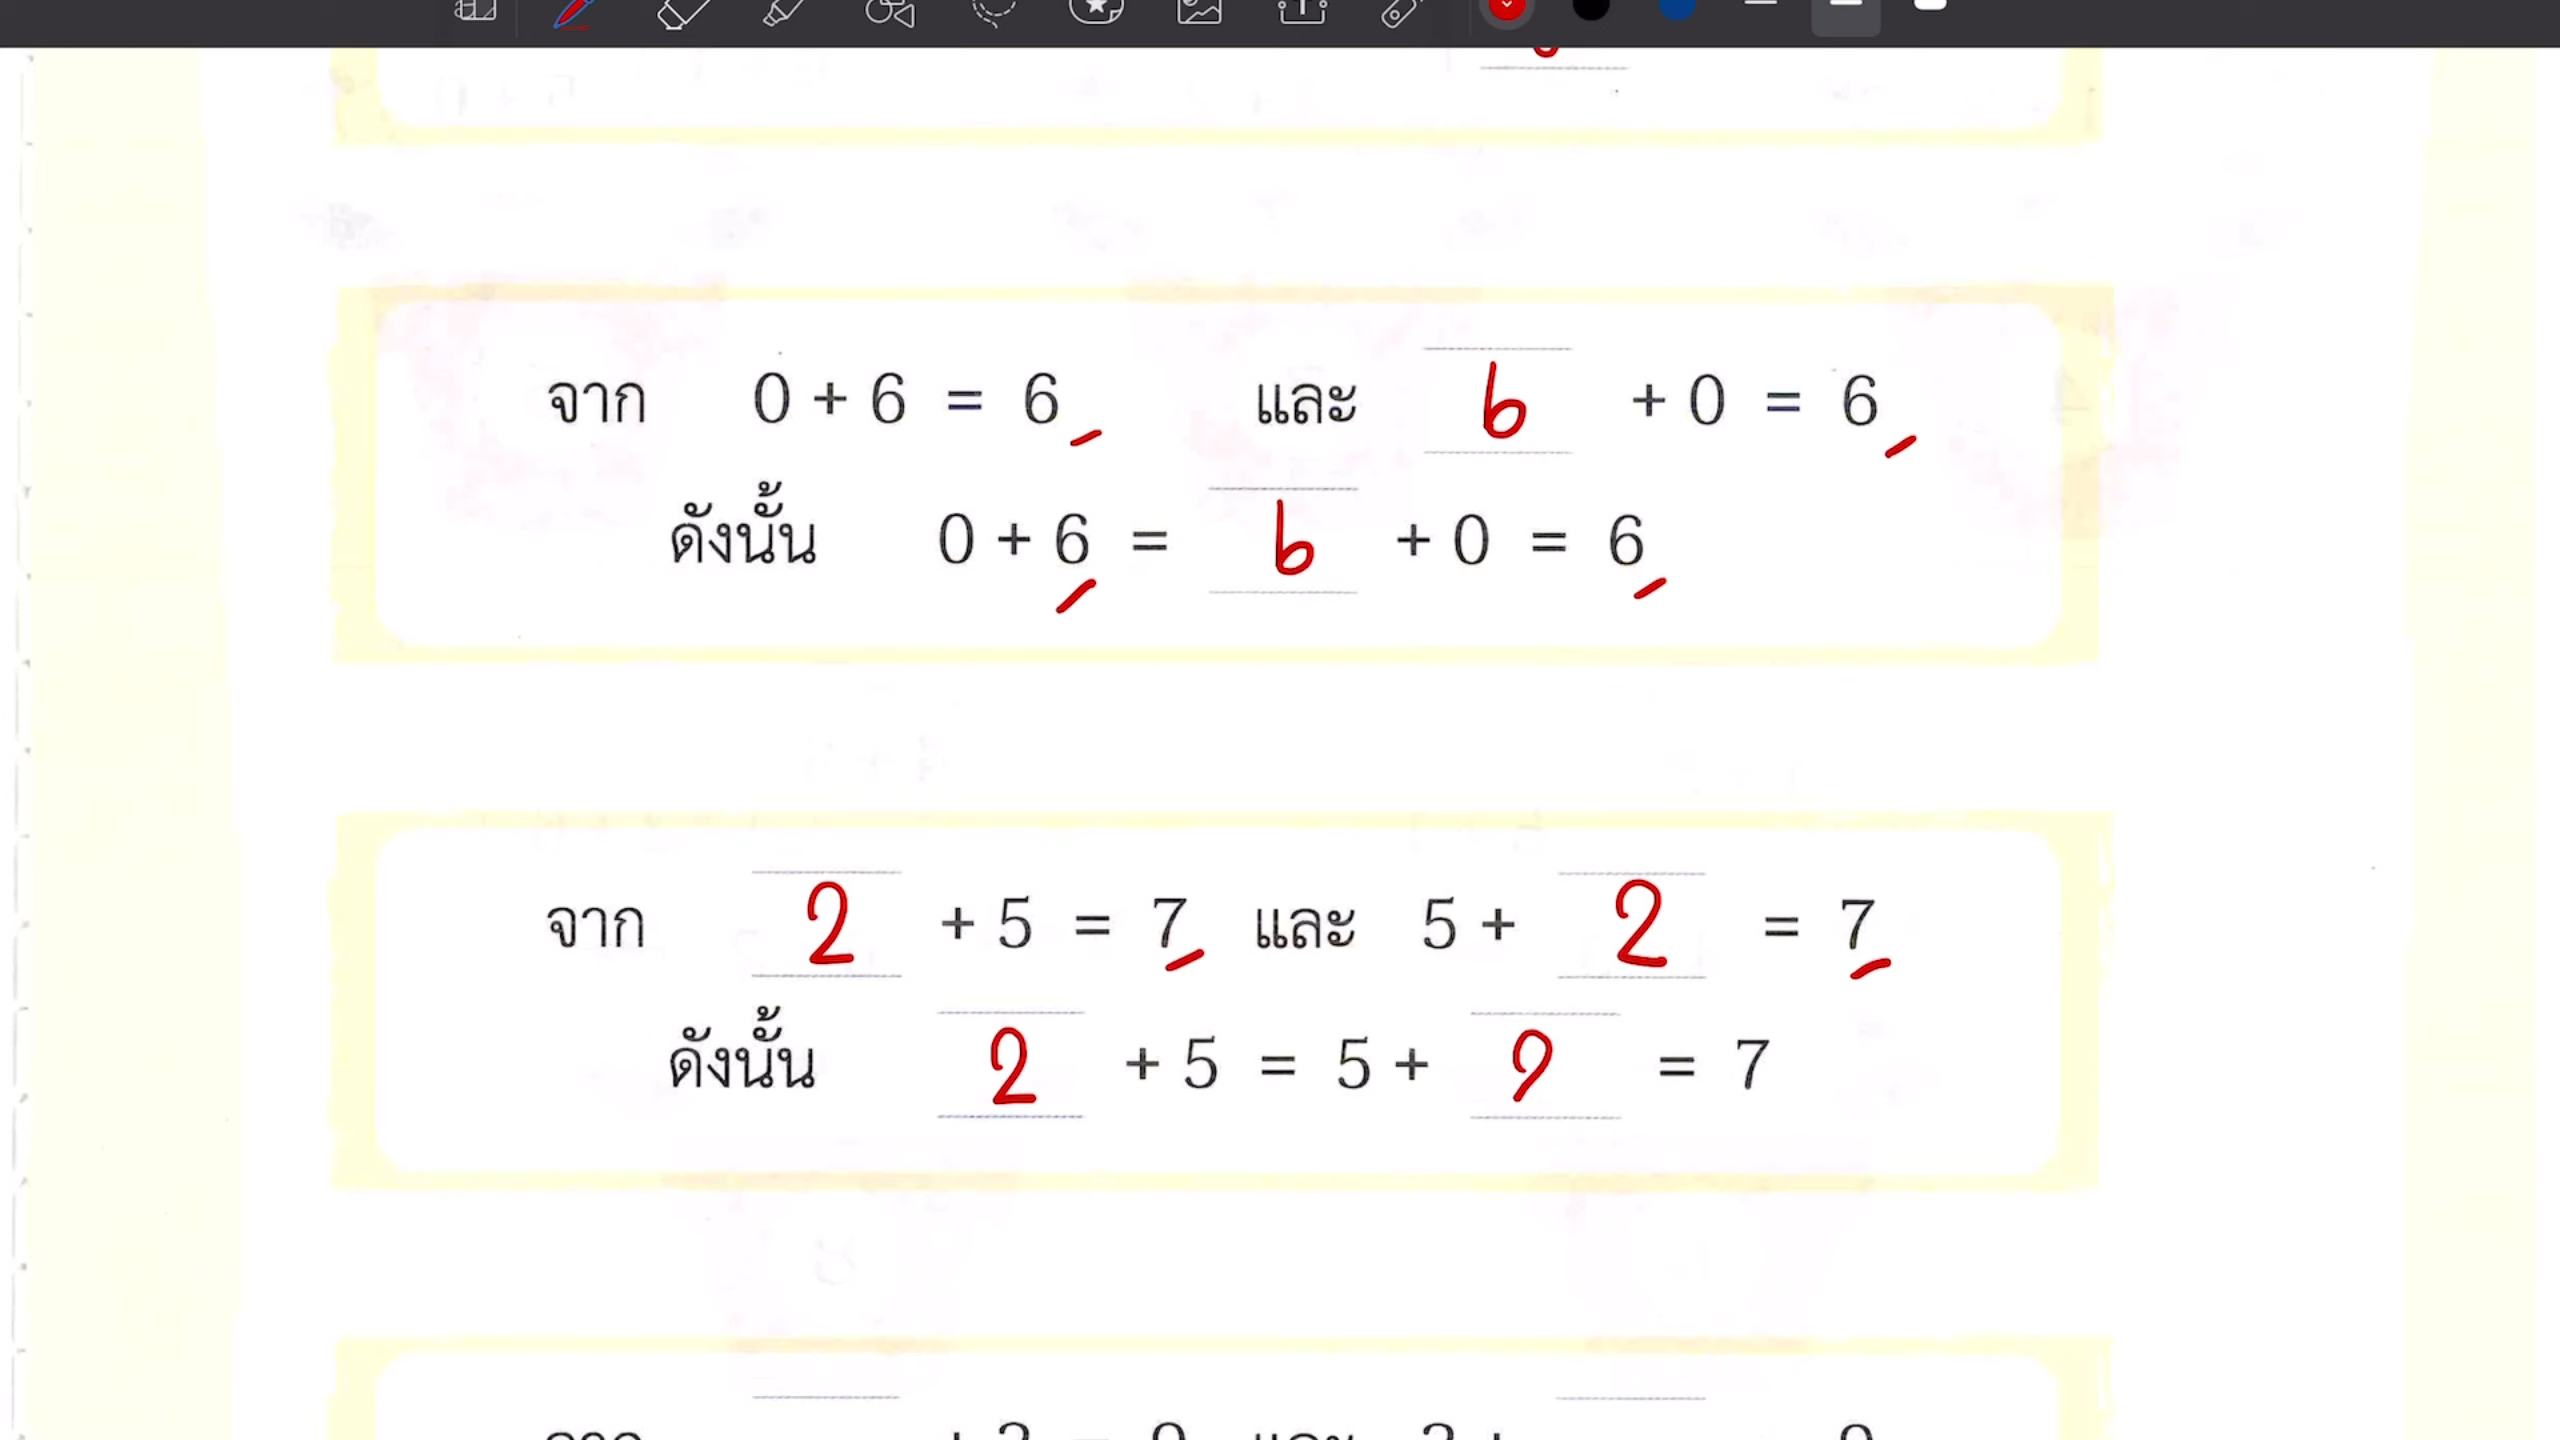 จาก 0 + 6 = 6 และ 6 + 0 = 6
ดังนั้น 0 + 6 = 6 + 0 = 6
จาก 2 + 5 = 7 และ 5 + 2 = 7
ดังนั้น 2 + 5 = 5 + 2 = 7